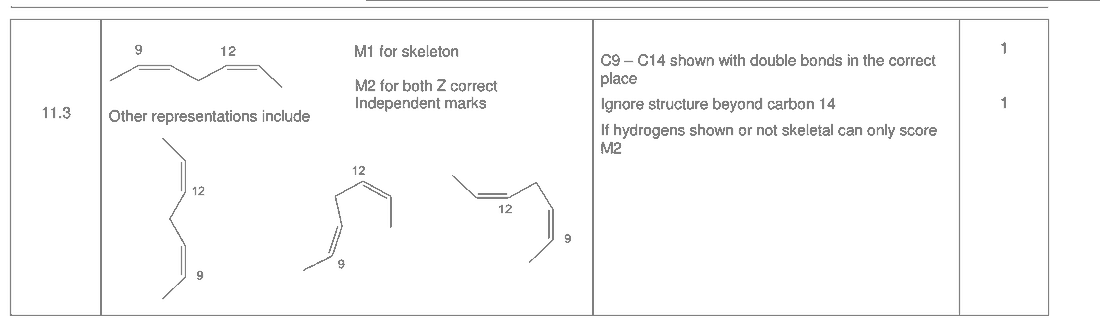 11.3
9 12
M1 for skeleton
M2 for both Z correct
Independent marks
Other representations include
12
9
12
9
12
9
C9 – C14 shown with double bonds in the correct
place
Ignore structure beyond carbon 14
If hydrogens shown or not skeletal can only score
M2
1
1